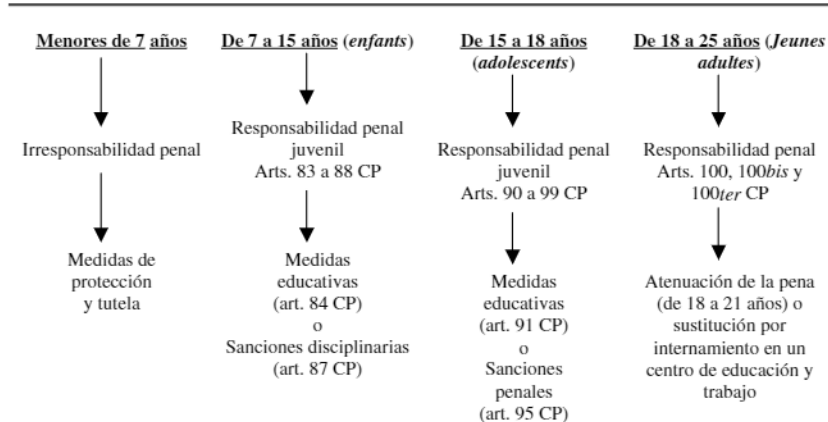 Menores de 7 años
Irresponsabilidad penal
Medidas de
protección
y tutela
De 7 a 15 años (enfants)
Responsabilidad penal
juvenil
Arts. 83 a 88 CP
Medidas
educativas
(art. 84 CP)
o
Sanciones disciplinarias
(art. 87 CP)
De 15 a 18 años
(adolescents)
Responsabilidad penal
juvenil
Arts. 90 a 99 CP
Medidas
educativas
(art. 91 CP)
o
Sanciones
penales
(art. 95 CP)
De 18 a 25 años (Jeunes
adultes)
Responsabilidad penal
Arts. 100, 100bis y
100ter CP
Atenuación de la pena
(de 18 a 21 años) o
sustitución por
internamiento en un
centro de educación y
trabajo